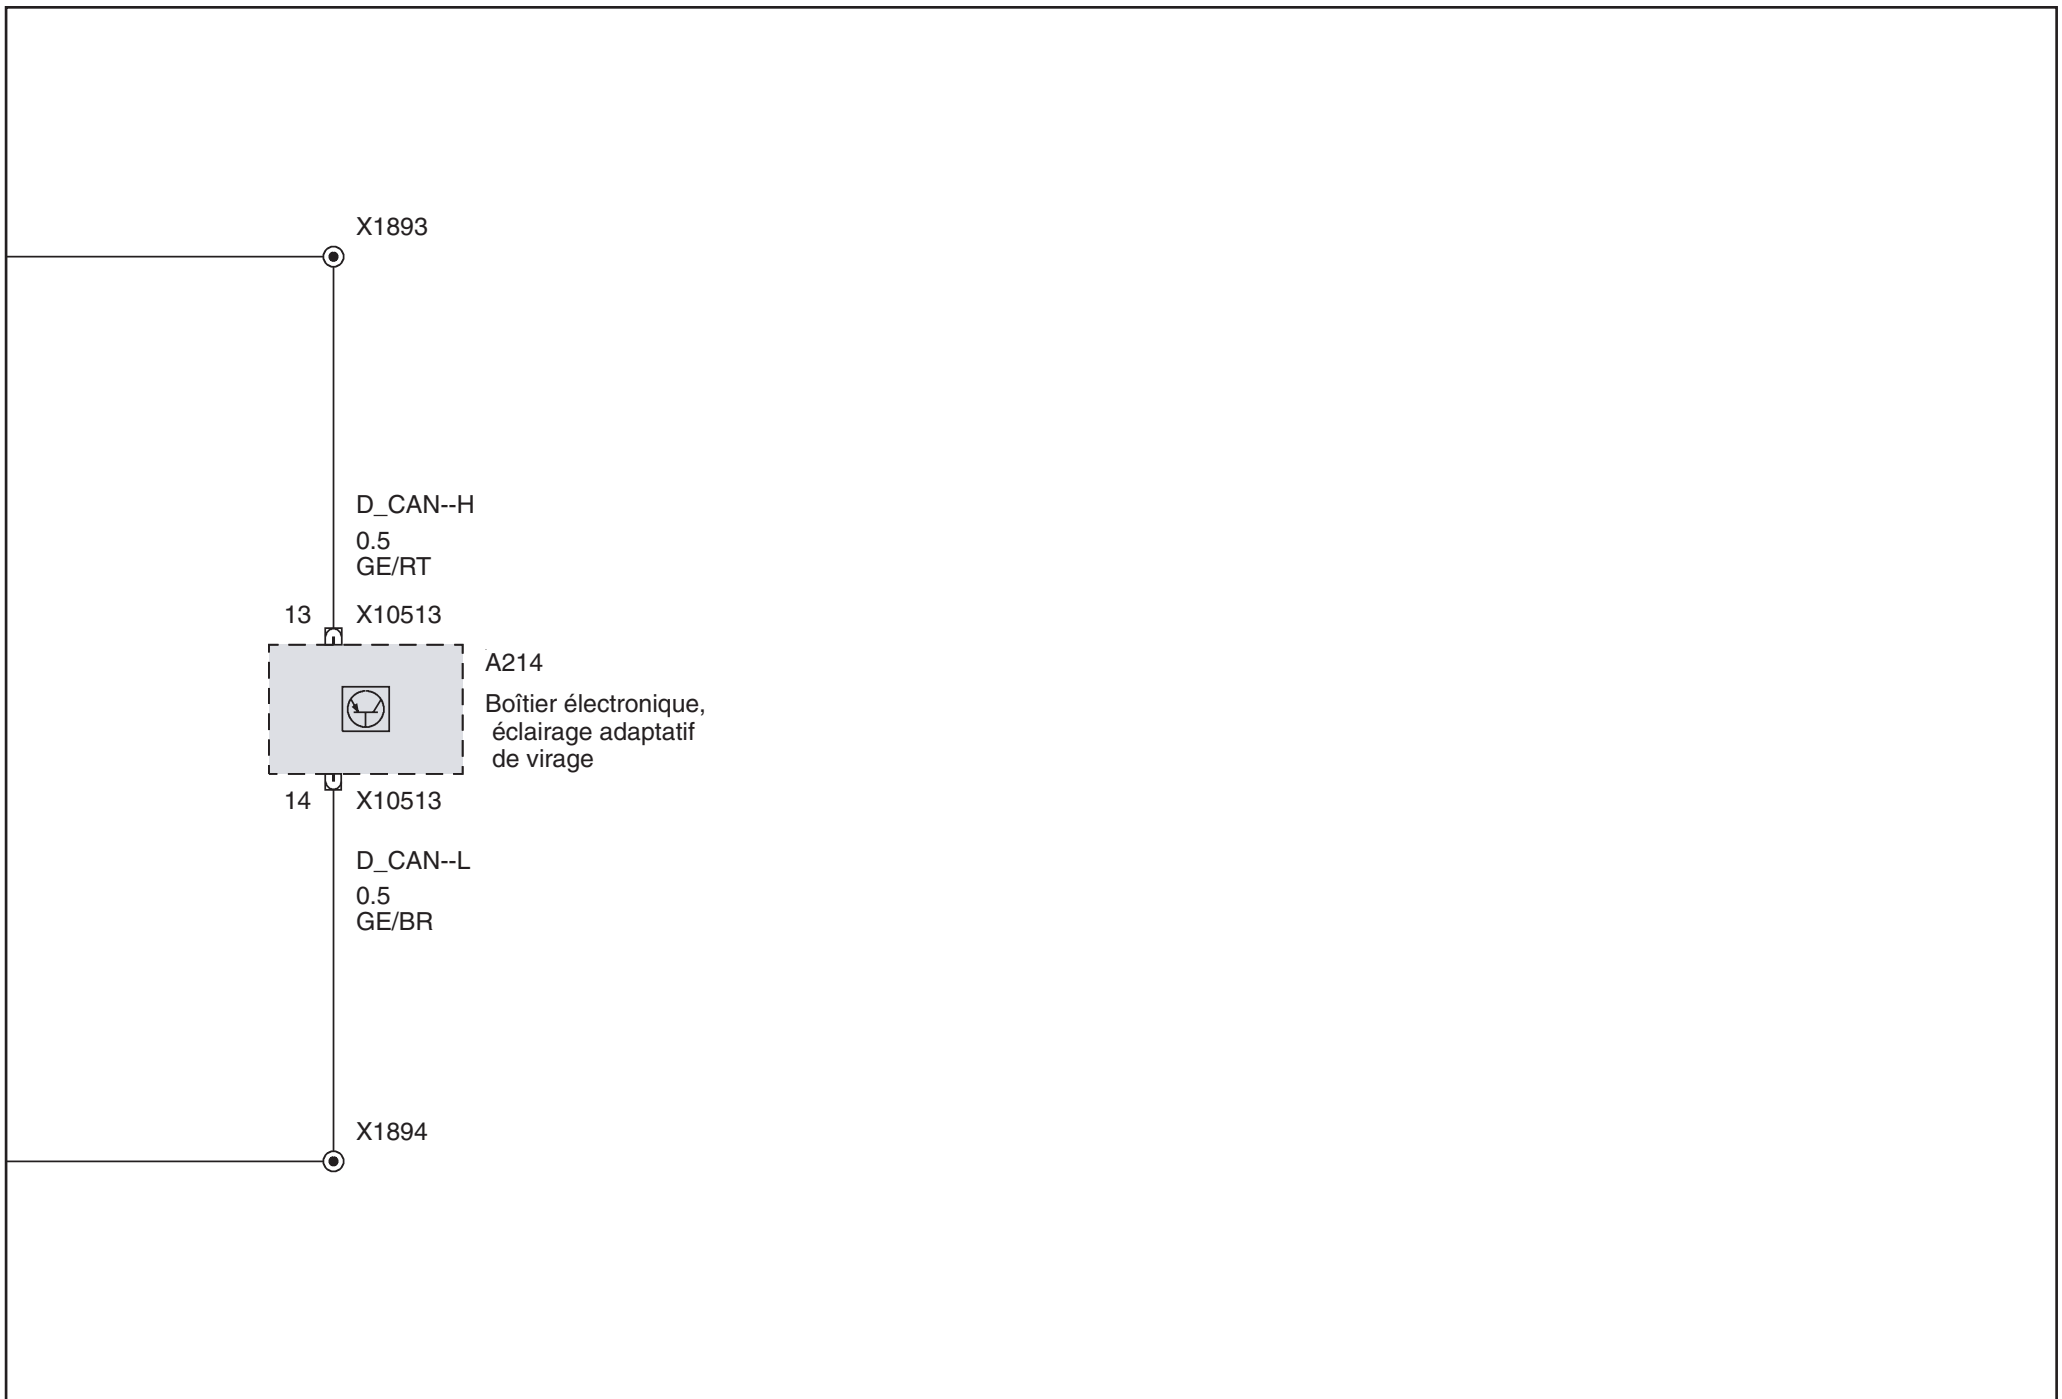 X1893
D_CAN--H
0.5
GE/RT
13 X10513
A214
Boîtier électronique,
éclairage adaptatif
de virage
14 X10513
D_CAN--L
0.5
GE/BR
X1894